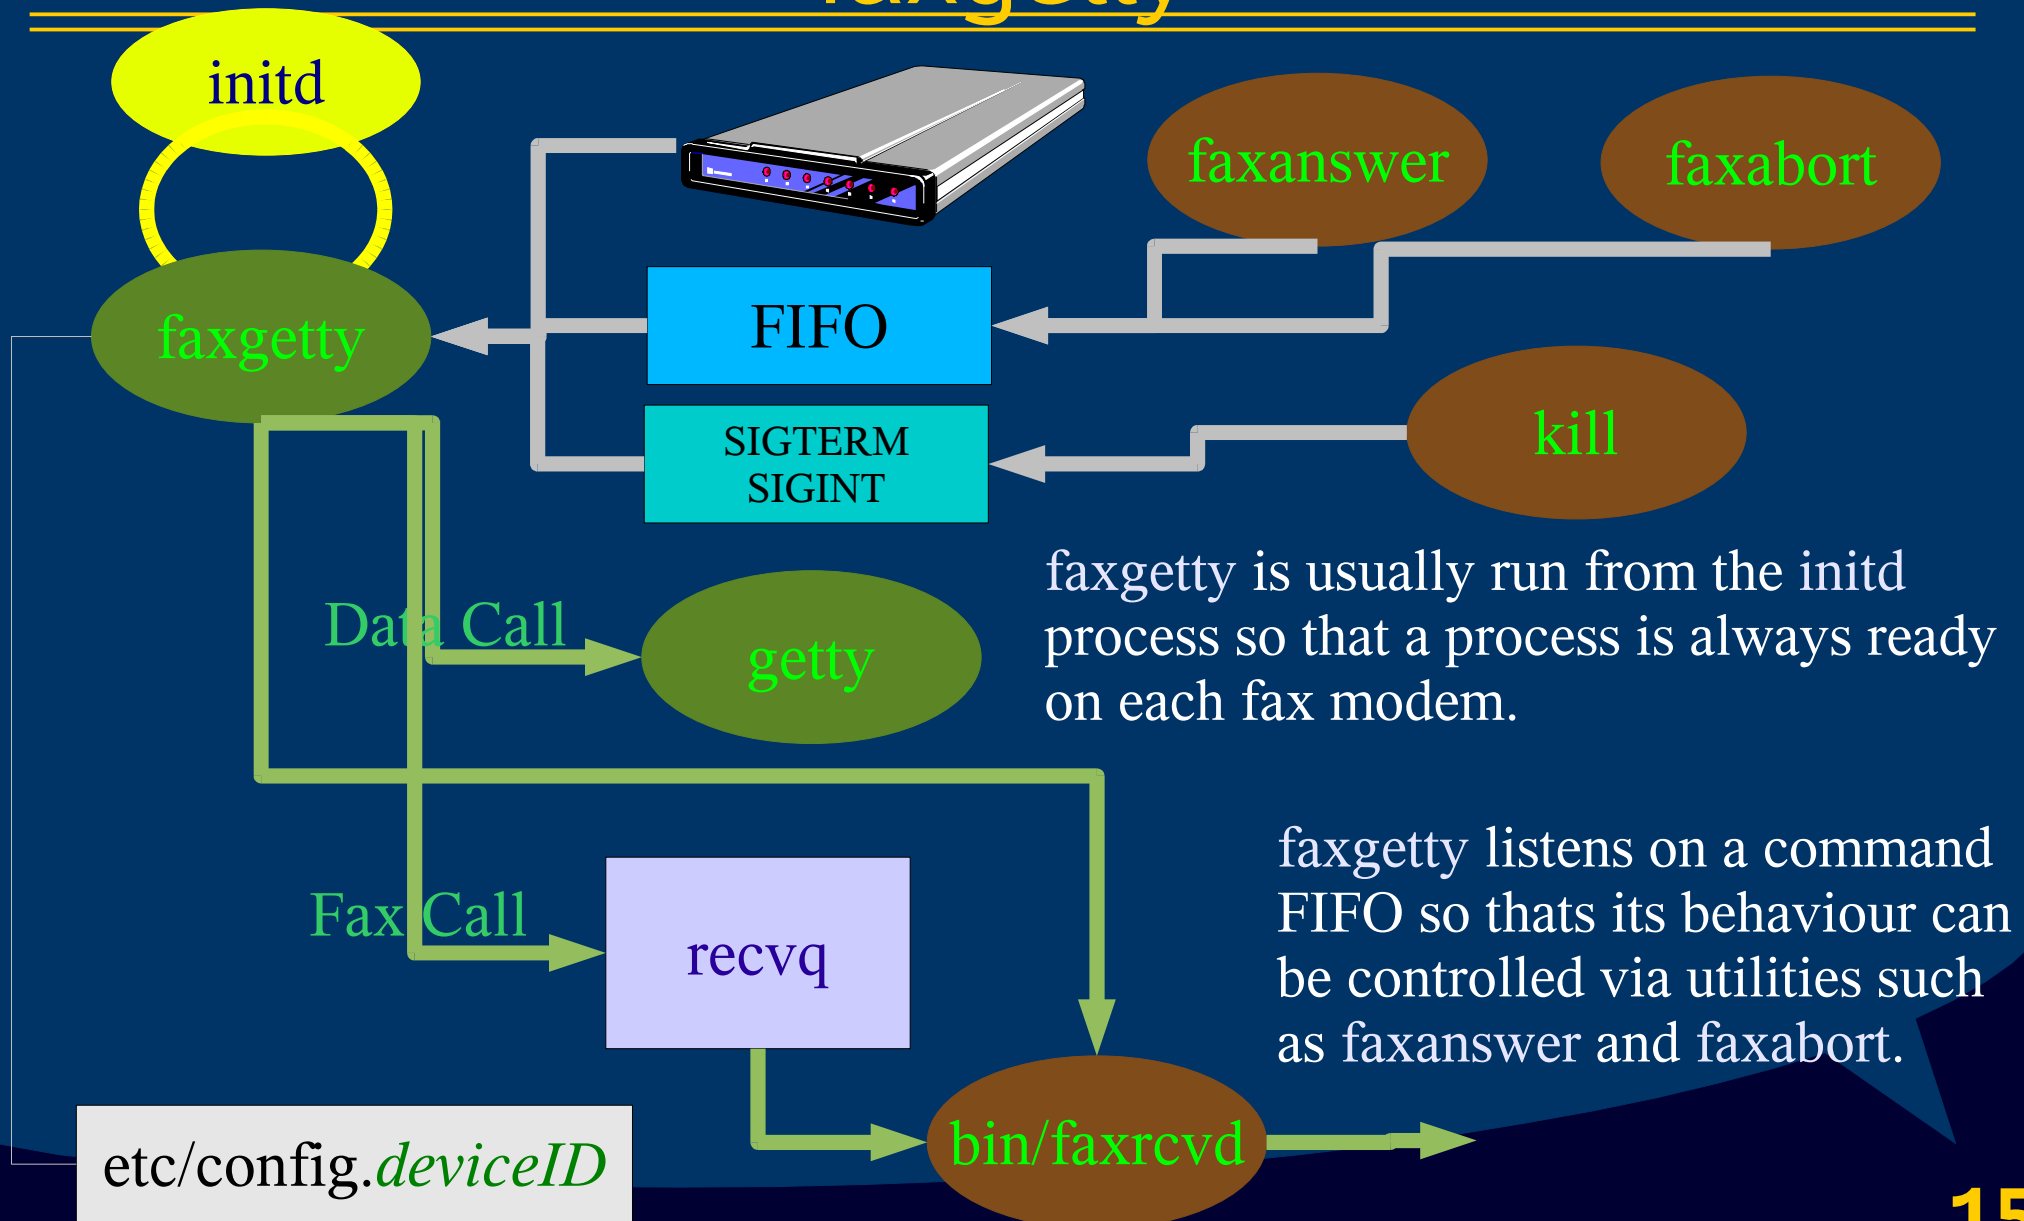 faxgetty
initd
faxanswer
faxabort
FIFO
faxgetty
SIGTERM
SIGINT
kill
faxgetty is usually run from the initd
process so that a process is always ready
on each fax modem.
Data Call
getty
faxgetty listens on a command
FIFO so thats its behaviour can
be controlled via utilities such
as faxanswer and faxabort.
Fax Call
recvq
bin/faxrcvd
etc/config.deviceID
15